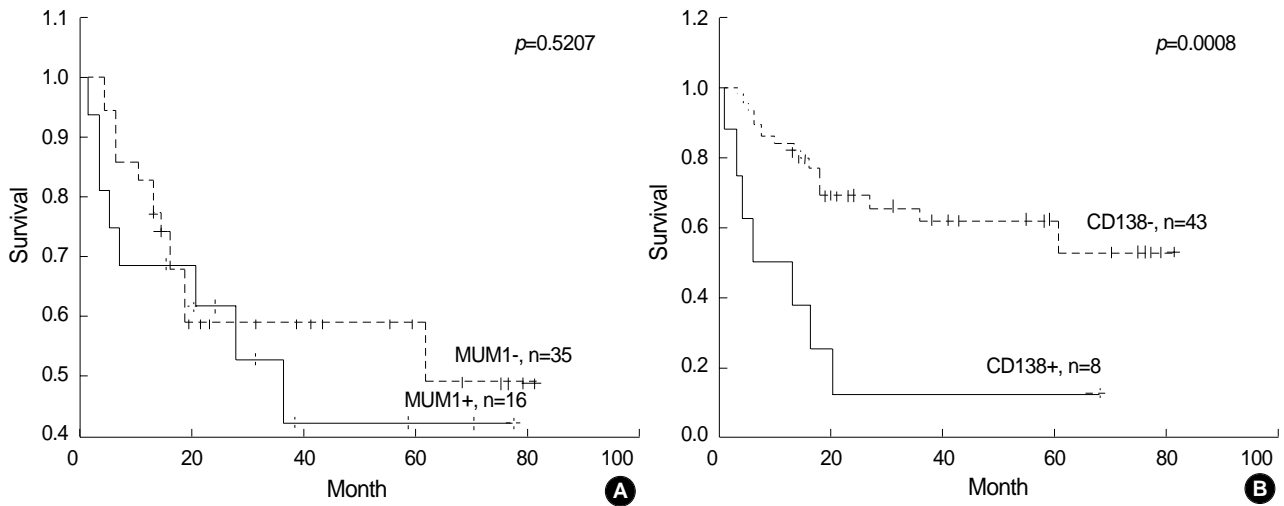 1.1
1.0
0.9
0.8
0.7
0.6
0.5
0.4
Survival
p=0.5207
MUM1-, n=35
MUM1+, n=16
0 20 40 60 80 100
Month
A
1.2
1.0
0.8
0.6
0.4
0.2
0.0
Survival
p=0.0008
CD138-, n=43
CD138+, n=8
0 20 40 60 80 100
Month
B